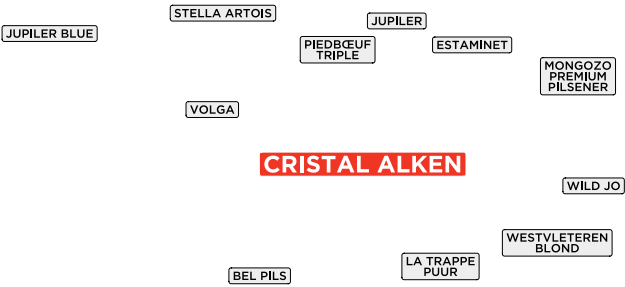 STELLA ARTOIS
JUPILER
JUPILER BLUE
PIEDBŒUF
TRIPLE
ESTAMINET
MONGOZO
PREMIUM
PILSENER
VOLGA
CRISTAL ALKEN
WILD JO
WESTVLETEREN
BLOND
LA TRAPPE
PUUR
BEL PILS